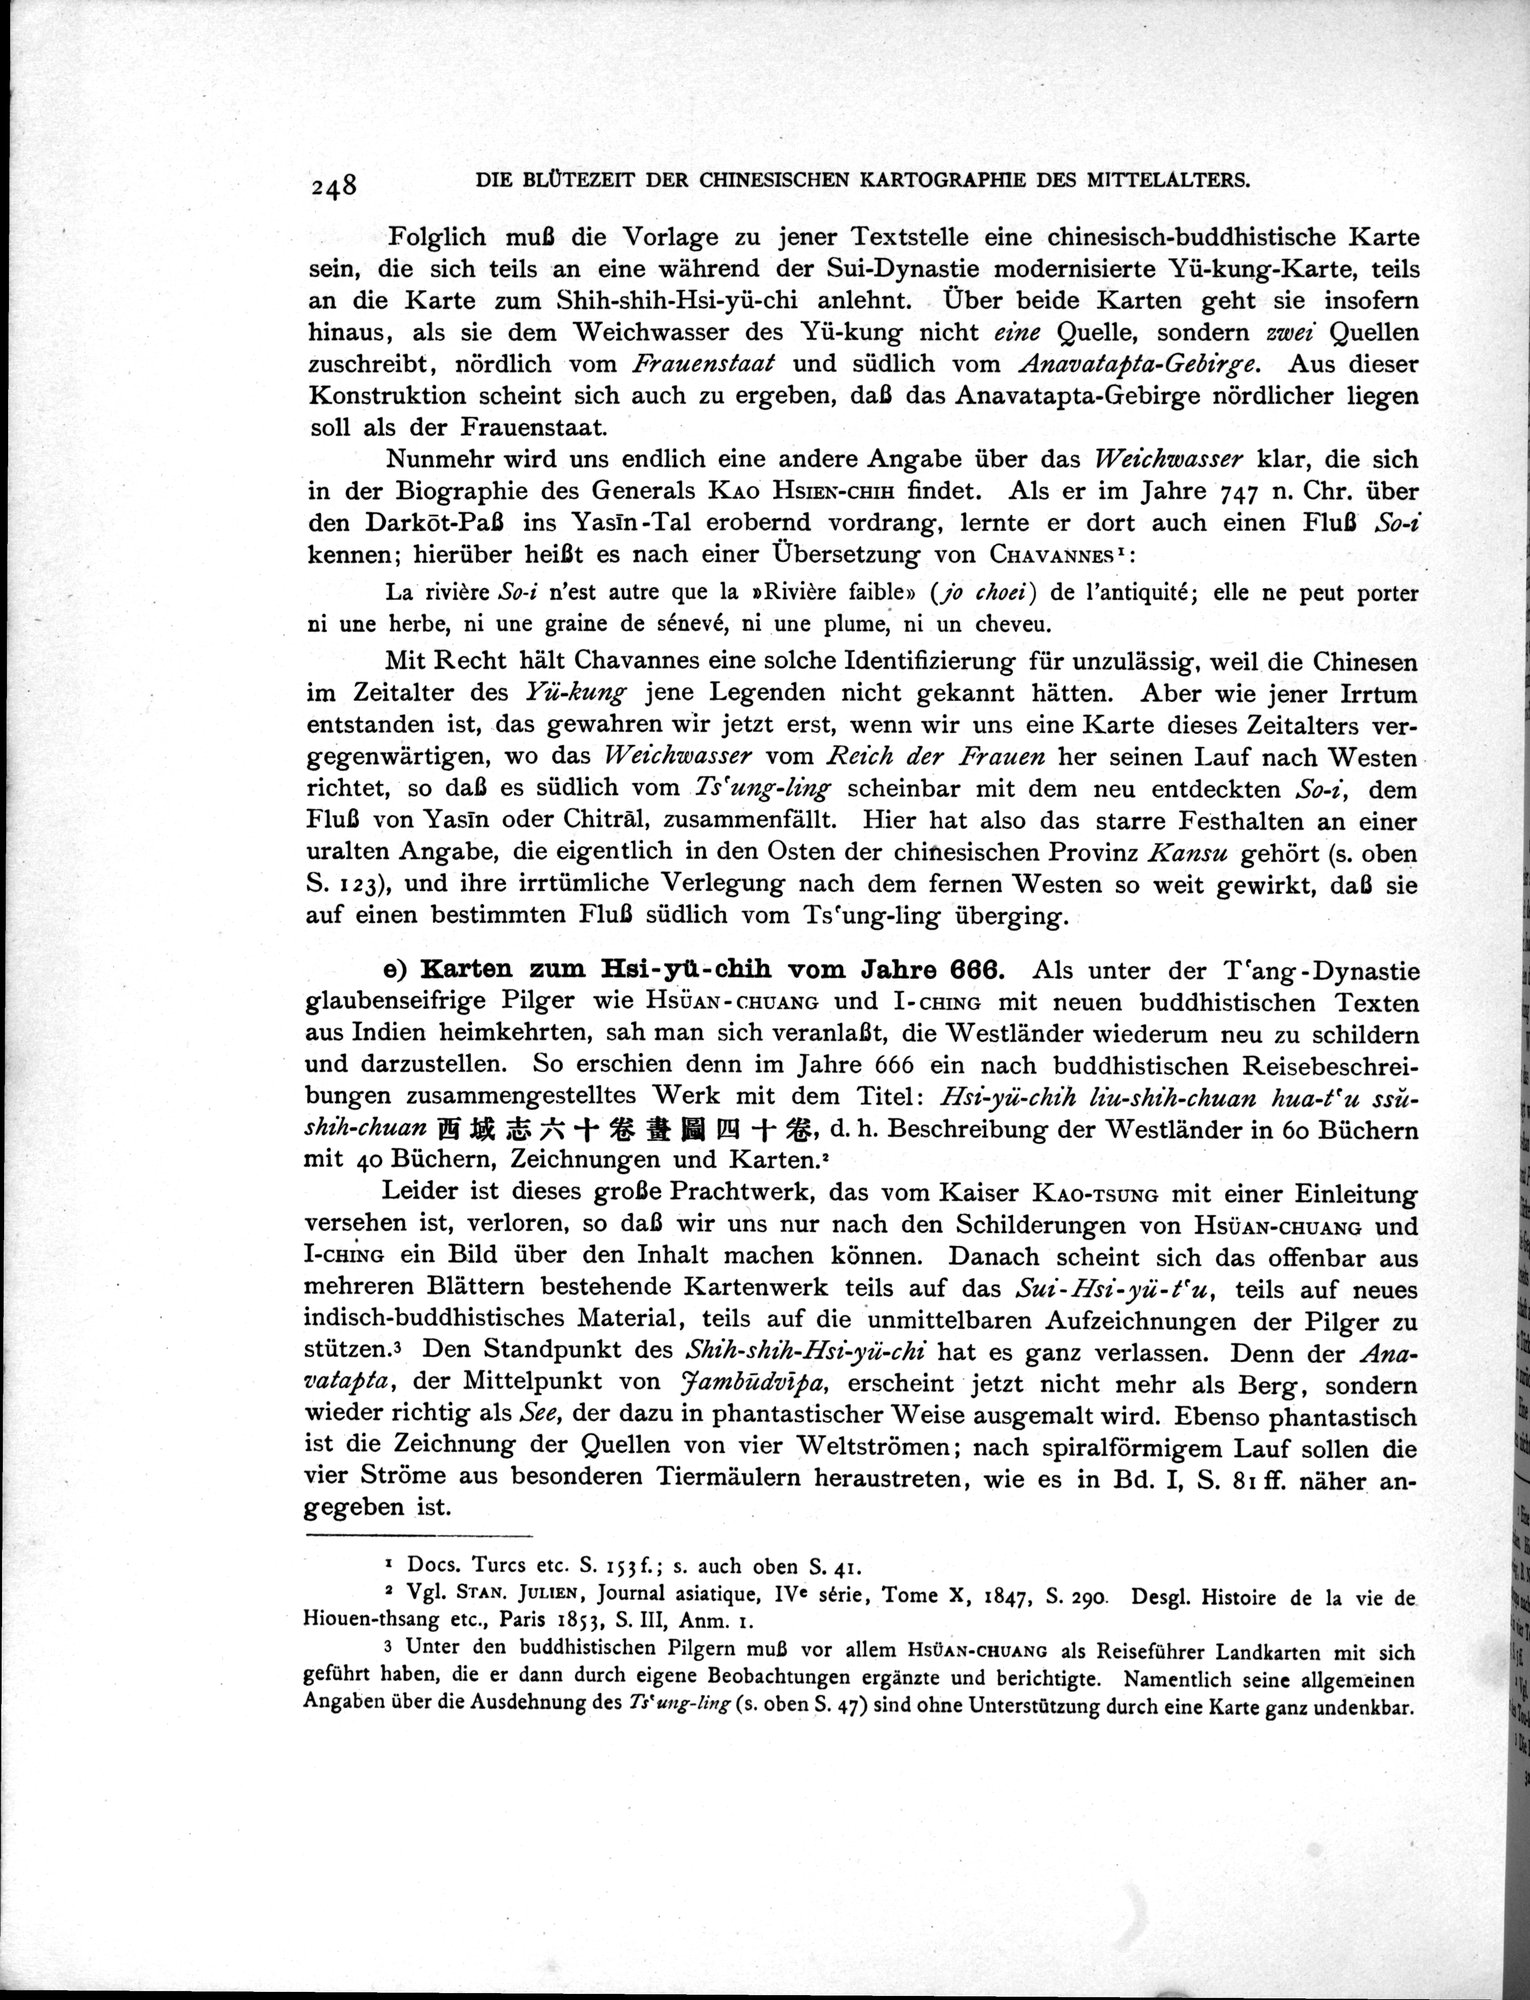 248 DIE BLÜTEZEIT DER CHINESISCHEN KARTOGRAPHIE DES MITTELALTERS.
Folglich muß die Vorlage zu jener Textstelle eine chinesisch-buddhistische Karte
sein, die sich teils an eine während der Sui-Dynastie modernisierte Yü-kung-Karte, teils
an die Karte zum Shih-shih-Hsi-yü-chi anlehnt. Über beide Karten geht sie insofern
hinaus, als sie dem Weichwasser des Yü-kung nicht eine Quelle, sondern zwei Quellen
zuschreibt, nördlich vom Frauenstaat und südlich vom Anavatapta-Gebirge. Aus dieser
Konstruktion scheint sich auch zu ergeben, daß das Anavatapta-Gebirge nördlicher liegen
soll als der Frauenstaat.
Nunmehr wird uns endlich eine andere Angabe über das Weichwasser klar, die sich
in der Biographie des Generals KAO HSIEN-CHIH findet. Als er im Jahre 747 n. Chr. über
den Darkōt-Paß ins Yasīn-Tal erobernd vordrang, lernte er dort auch einen Fluß So-i
kennen; hierüber heißt es nach einer Übersetzung von CHAVANNES¹:
La rivière So-i n'est autre que la »Rivière faible» (jo choei) de l'antiquité; elle ne peut porter
ni une herbe, ni une graine de sénevé, ni une plume, ni un cheveu.
Mit Recht hält Chavannes eine solche Identifizierung für unzulässig, weil die Chinesen
im Zeitalter des Yü-kung jene Legenden nicht gekannt hätten. Aber wie jener Irrtum
entstanden ist, das gewahren wir jetzt erst, wenn wir uns eine Karte dieses Zeitalters ver-
gegenwärtigen, wo das Weichwasser vom Reich der Frauen her seinen Lauf nach Westen
richtet, so daß es südlich vom Ts‛ung-ling scheinbar mit dem neu entdeckten So-i, dem
Fluß von Yasīn oder Chitrāl, zusammenfällt. Hier hat also das starre Festhalten an einer
uralten Angabe, die eigentlich in den Osten der chinesischen Provinz Kansu gehört (s. oben
S. 123), und ihre irrtümliche Verlegung nach dem fernen Westen so weit gewirkt, daß sie
auf einen bestimmten Fluß südlich vom Ts‛ung-ling überging.
e) Karten zum Hsi-yü-chih vom Jahre 666. Als unter der T‛ang-Dynastie
glaubenseifrige Pilger wie HSÜAN-CHUANG und I-CHING mit neuen buddhistischen Texten
aus Indien heimkehrten, sah man sich veranlaßt, die Westländer wiederum neu zu schildern
und darzustellen. So erschien denn im Jahre 666 ein nach buddhistischen Reisebeschrei-
bungen zusammengestelltes Werk mit dem Titel: Hsi-yü-chih liu-shih-chuan hua-t‛u ssŭ-
shih-chuan 西域志六十卷畫圖四十卷, d. h. Beschreibung der Westländer in 60 Büchern
mit 40 Büchern, Zeichnungen und Karten.²
Leider ist dieses große Prachtwerk, das vom Kaiser KAO-TSUNG mit einer Einleitung
versehen ist, verloren, so daß wir uns nur nach den Schilderungen von HSÜAN-CHUANG und
I-CHING ein Bild über den Inhalt machen können. Danach scheint sich das offenbar aus
mehreren Blättern bestehende Kartenwerk teils auf das Sui-Hsi-yü-t‛u, teils auf neues
indisch-buddhistisches Material, teils auf die unmittelbaren Aufzeichnungen der Pilger zu
stützen.³ Den Standpunkt des Shih-shih-Hsi-yü-chi hat es ganz verlassen. Denn der Ana-
vatapta, der Mittelpunkt von Jambūdvīpa, erscheint jetzt nicht mehr als Berg, sondern
wieder richtig als See, der dazu in phantastischer Weise ausgemalt wird. Ebenso phantastisch
ist die Zeichnung der Quellen von vier Weltströmen; nach spiralförmigem Lauf sollen die
vier Ströme aus besonderen Tiermäulern heraustreten, wie es in Bd. I, S. 81 ff. näher an-
gegeben ist.
¹ Docs. Turcs etc. S. 153 f.; s. auch oben S. 41.
² Vgl. STAN. JULIEN, Journal asiatique, IVᵉ série, Tome X, 1847, S. 290. Desgl. Histoire de la vie de
Hiouen-thsang etc., Paris 1853, S. III, Anm. 1.
3 Unter den buddhistischen Pilgern muß vor allem HSÜAN-CHUANG als Reiseführer Landkarten mit sich
geführt haben, die er dann durch eigene Beobachtungen ergänzte und berichtigte. Namentlich seine allgemeinen
Angaben über die Ausdehnung des Ts‛ung-ling (s. oben S. 47) sind ohne Unterstützung durch eine Karte ganz undenkbar.